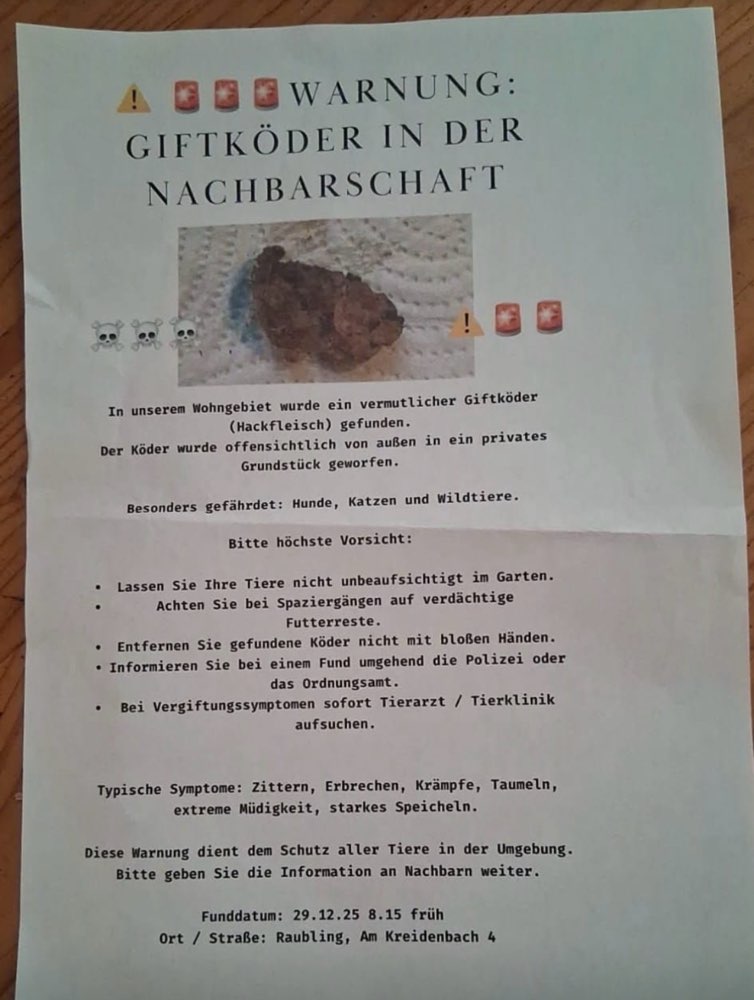 ⚠️ 🚨🚨🚨WARNUNG:
GIFTKÖDER IN DER
NACHBARSCHAFT
☠️☠️☠️ ⚠️🚨🚨
In unserem Wohngebiet wurde ein vermutlicher Giftköder
(Hackfleisch) gefunden.
Der Köder wurde offensichtlich von außen in ein privates
Grundstück geworfen.
Besonders gefährdet: Hunde, Katzen und Wildtiere.
Bitte höchste Vorsicht:
• Lassen Sie Ihre Tiere nicht unbeaufsichtigt im Garten.
• Achten Sie bei Spaziergängen auf verdächtige
Futterreste.
• Entfernen Sie gefundene Köder nicht mit bloßen Händen.
• Informieren Sie bei einem Fund umgehend die Polizei oder
das Ordnungsamt.
• Bei Vergiftungssymptomen sofort Tierarzt / Tierklinik
aufsuchen.
Typische Symptome: Zittern, Erbrechen, Krämpfe, Taumeln,
extreme Müdigkeit, starkes Speicheln.
Diese Warnung dient dem Schutz aller Tiere in der Umgebung.
Bitte geben Sie die Information an Nachbarn weiter.
Funddatum: 29.12.25 8.15 früh
Ort / Straße: Raubling, Am Kreidenbach 4